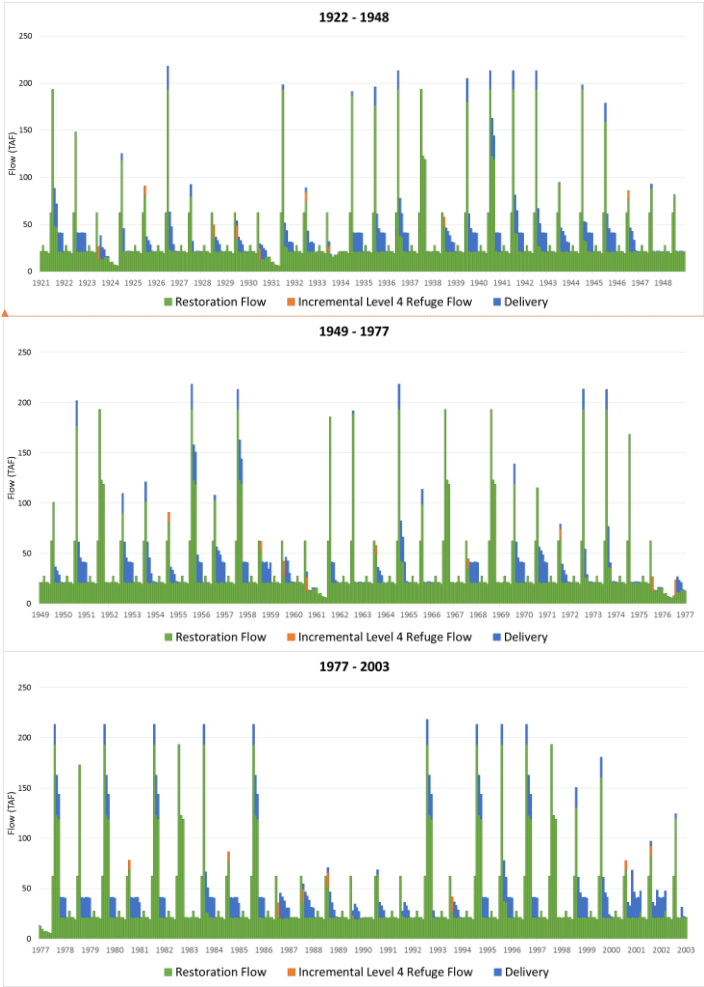 1922 - 1948
250
200
150
100
50
0
Flow (TAF)
1921 1922 1923 1924 1925 1926 1928 1929 1930 1931 1932 1933 1934 1935 1936 1937 1938 1939 1940 1941 1942 1943 1944 1945 1946 1947 1948
Restoration Flow Incremental Level 4 Refuge Flow Delivery
1949 - 1977
250
200
150
100
50
0
Flow (TAF)
1949 1950 1951 1952 1953 1954 1955 1956 1957 1958 1959 1960 1961 1962 1963 1964 1965 1966 1967 1968 1969 1970 1971 1972 1973 1974 1975 1976 1977
Restoration Flow Incremental Level 4 Refuge Flow Delivery
1977 - 2003
250
200
150
100
50
0
Flow (TAF)
1977 1978 1979 1980 1981 1982 1983 1984 1985 1986 1987 1988 1989 1990 1991 1992 1993 1994 1995 1996 1997 1998 1999 2000 2001 2002 2003
Restoration Flow Incremental Level 4 Refuge Flow Delivery